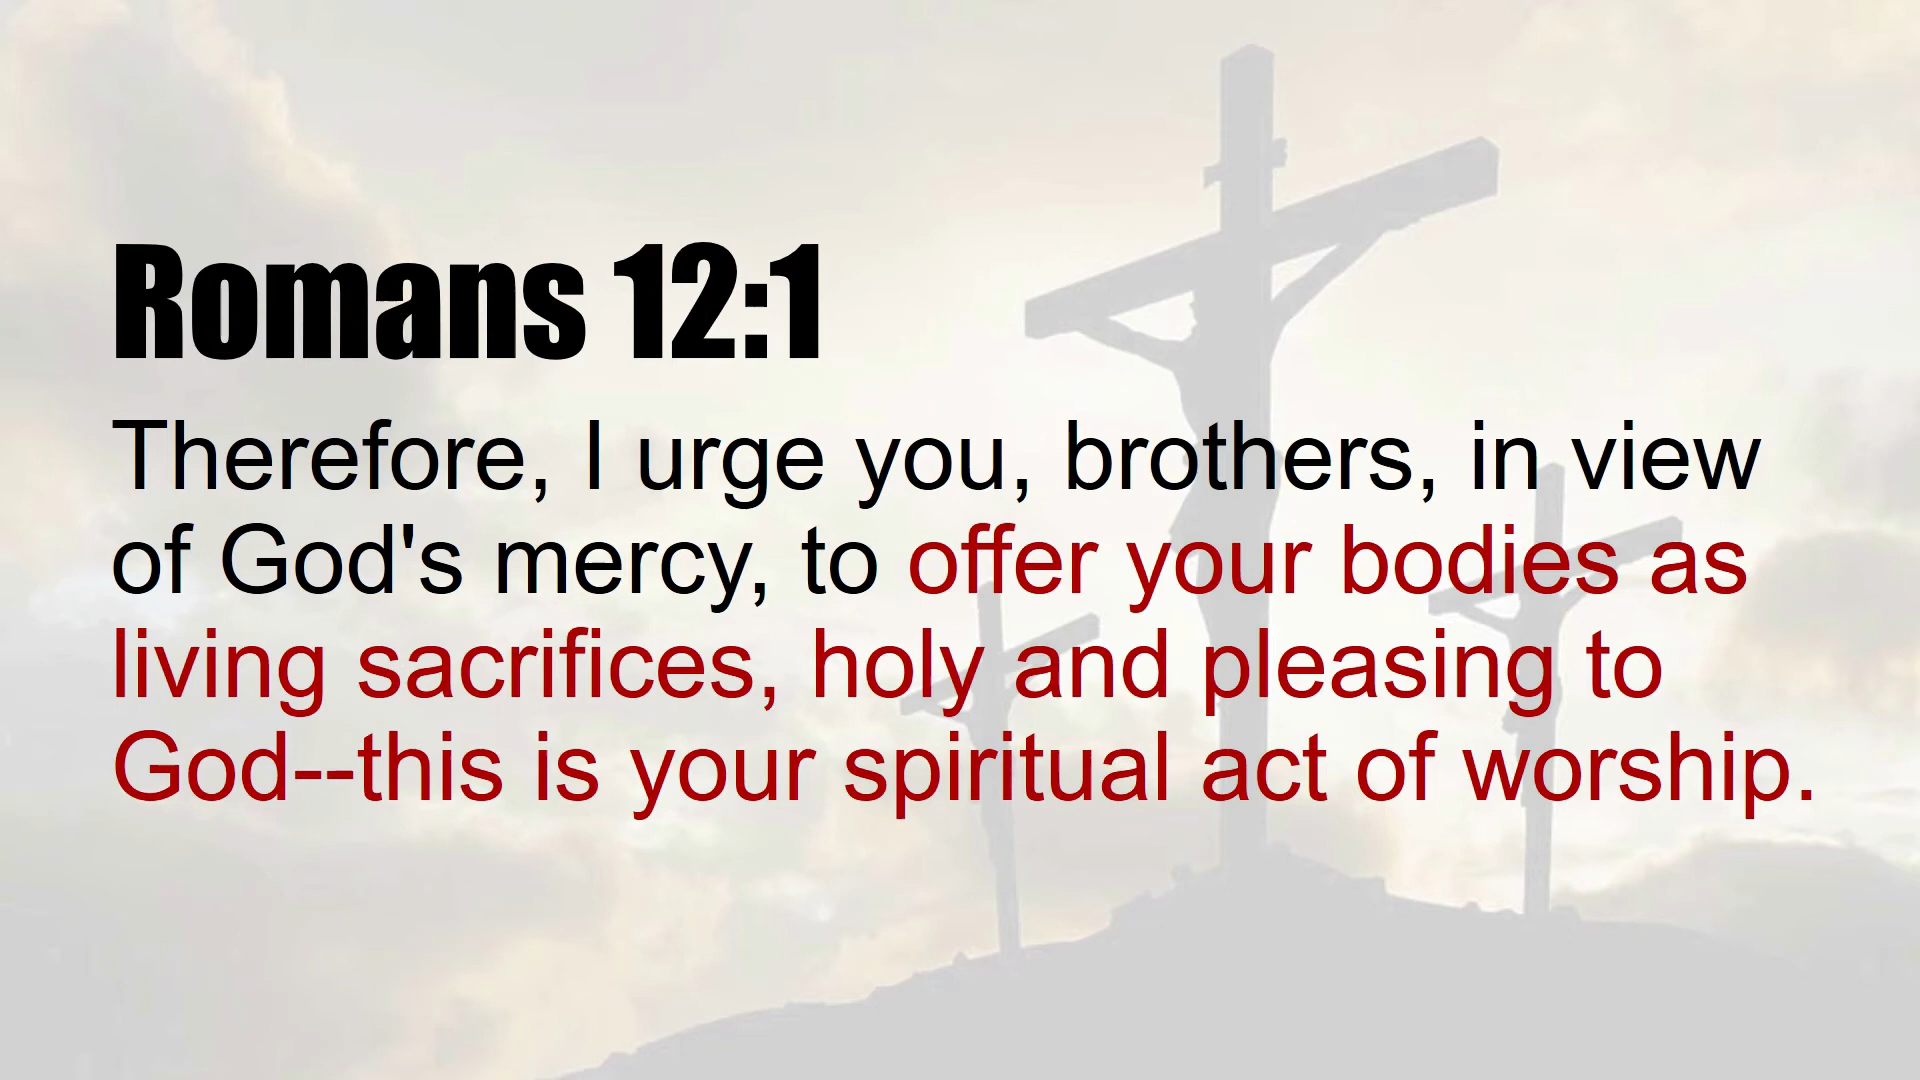 Romans 12:1
Therefore, I urge you, brothers, in view
of God's mercy, to offer your bodies as
living sacrifices, holy and pleasing to
God--this is your spiritual act of worship.